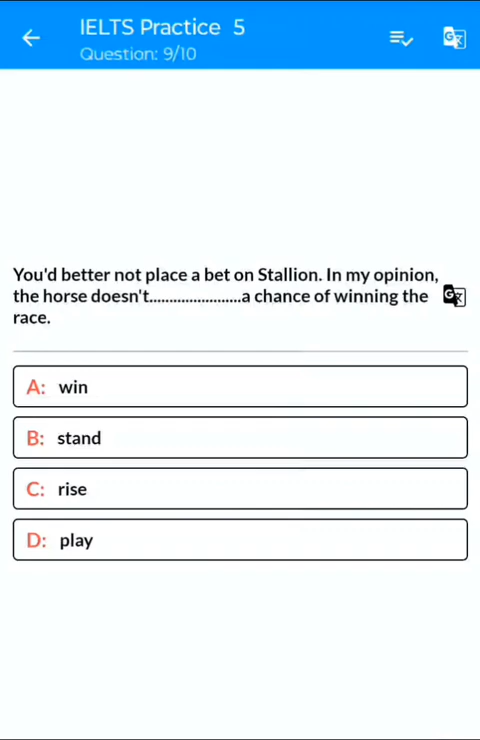 IELTS Practice 5
Question: 9/10
You'd better not place a bet on Stallion. In my opinion,
the horse doesn't.......................a chance of winning the
race.
A: win
B: stand
C: rise
D: play